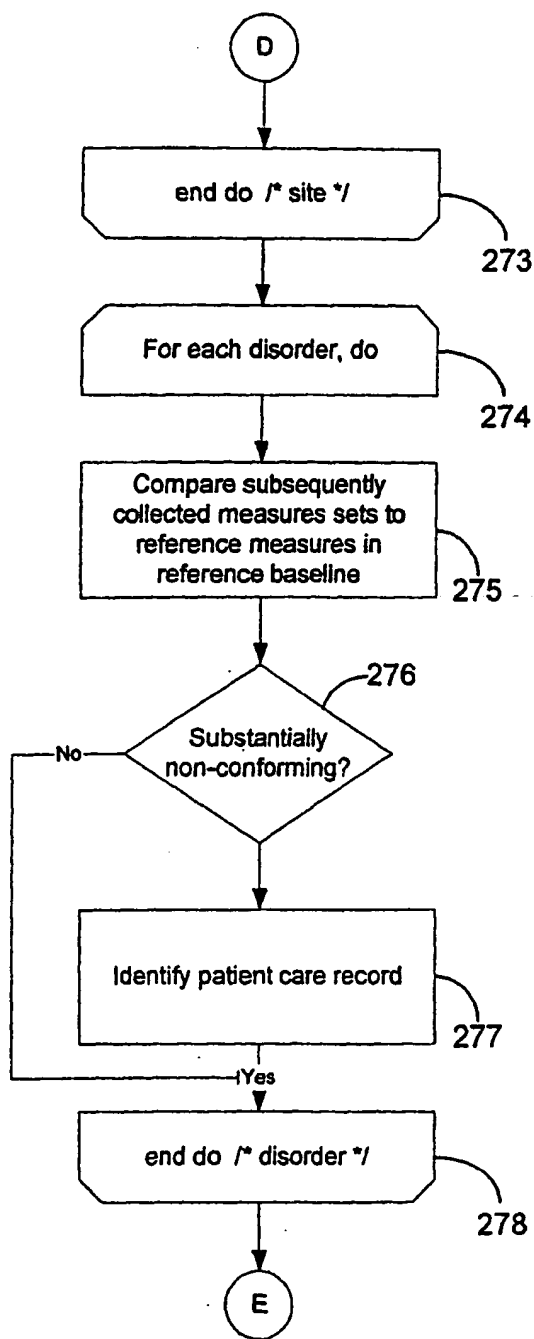 D
end do /* site */
273
For each disorder, do
274
Compare subsequently
collected measures sets to
reference measures in
reference baseline
275
276
Substantially
non-conforming?
No
Identify patient care record
277
Yes
end do /* disorder */
278
E